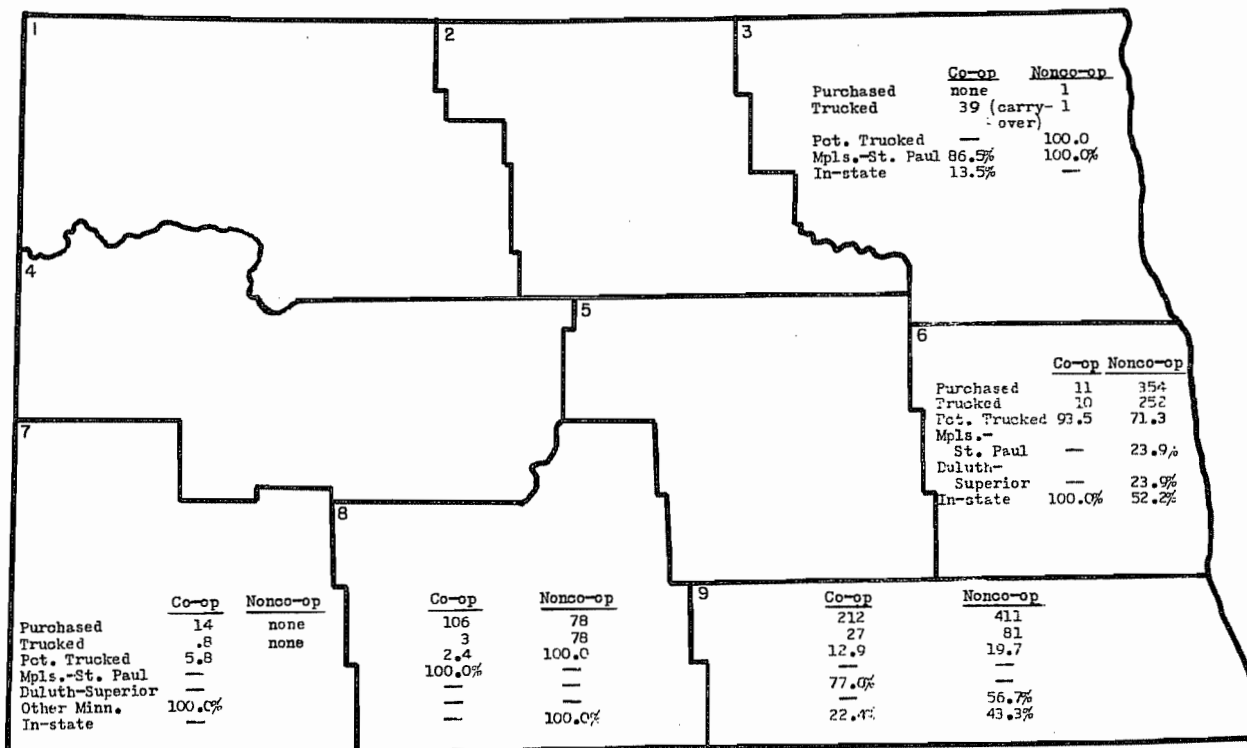 1
2
3
Co-op Nonco-op
Purchased none 1
Trucked 39 (carry- 1
over)
Pct. Trucked — 100.0
Mpls.-St. Paul 86.5% 100.0%
In-state 13.5% —
4
5
6
Co-op Nonco-op
Purchased 11 354
Trucked 10 252
Pct. Trucked 93.5 71.3
Mpls.-
St. Paul — 23.9%
Duluth-
Superior — 23.9%
In-state 100.0% 52.2%
7
Co-op Nonco-op
Purchased 14 none
Trucked .8 none
Pct. Trucked 5.8
Mpls.-St. Paul —
Duluth-Superior —
Other Minn. 100.0%
In-state —
8
Co-op Nonco-op
106 78
3 78
2.4 100.0
100.0% —
— —
— —
— 100.0%
9
Co-op Nonco-op
212 411
27 81
12.9 19.7
— —
77.0% —
— 56.7%
43.3%